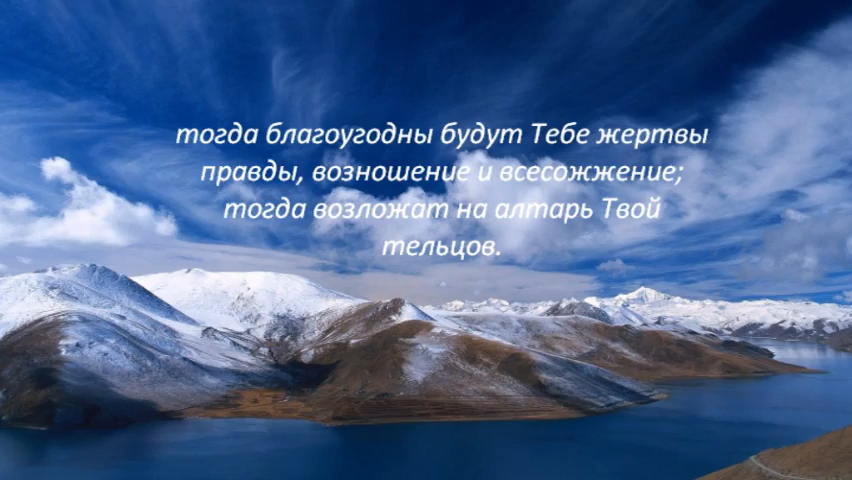 тогда благоугодны будут Тебе жертвы
правды, возношение и всесожжение;
тогда возложат на алтарь Твой
тельцов.